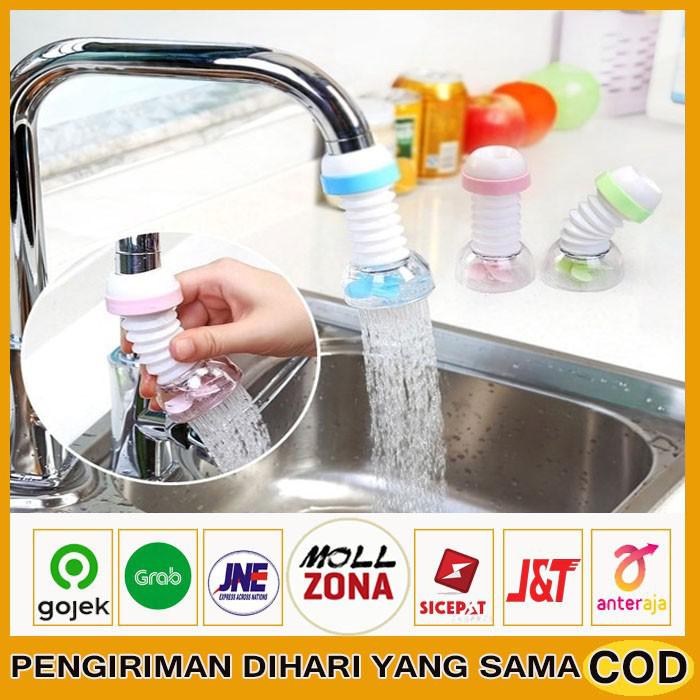 gojek
Grab
JNE
EXPRESS ACROSS NATIONS
MOLL
ZONA
SICEPAT
J&T
anteraja
PENGIRIMAN DIHARI YANG SAMA COD